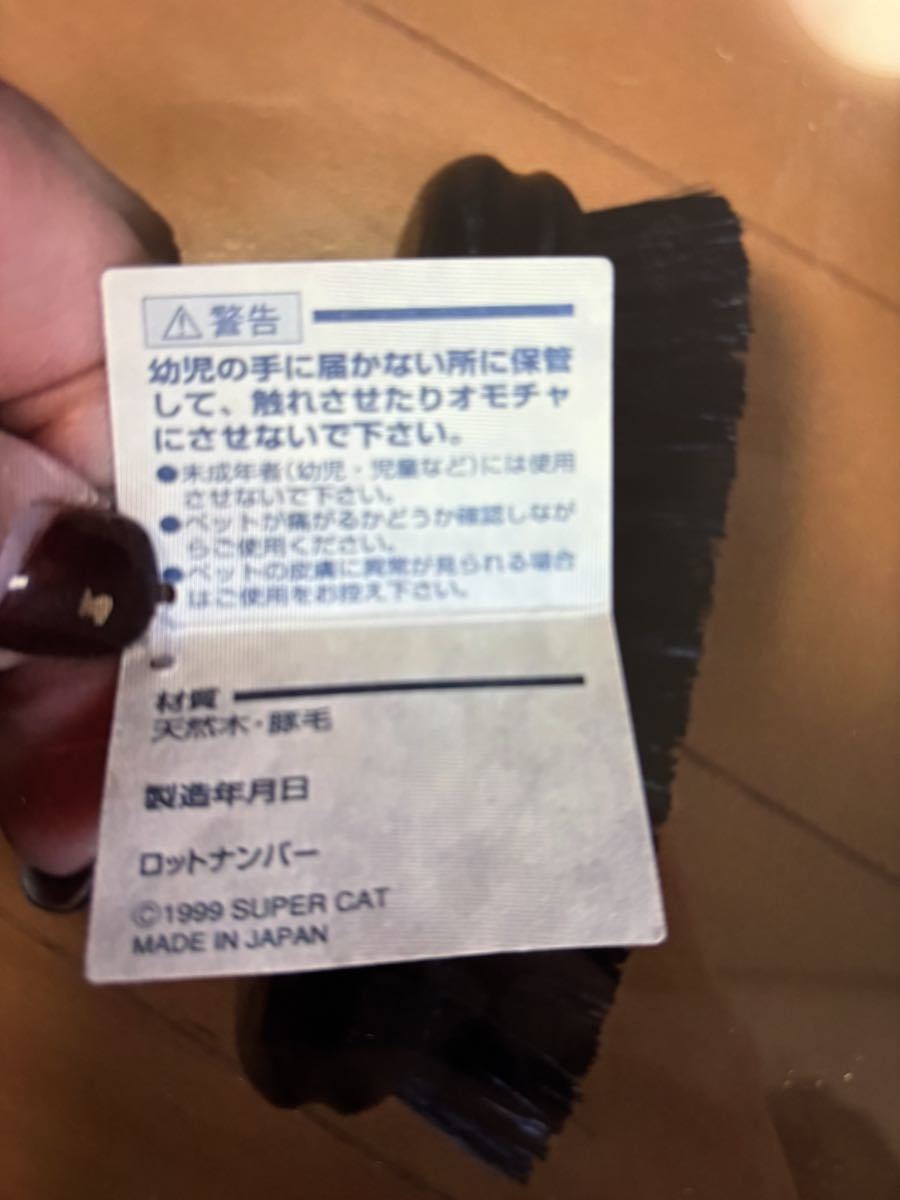 ⚠警告
幼児の手に届かない所に保管
して、触れさせたりオモチャ
にさせないで下さい。
●未成年者(幼児・児童など)には使用
させないで下さい。
●ペットが痛がるかどうか確認しなが
らご使用ください。
●ペットの皮膚に異常が見られる場合
はご使用をお控え下さい。
材質
天然木・豚毛
製造年月日
ロットナンバー
©1999 SUPER CAT
MADE IN JAPAN